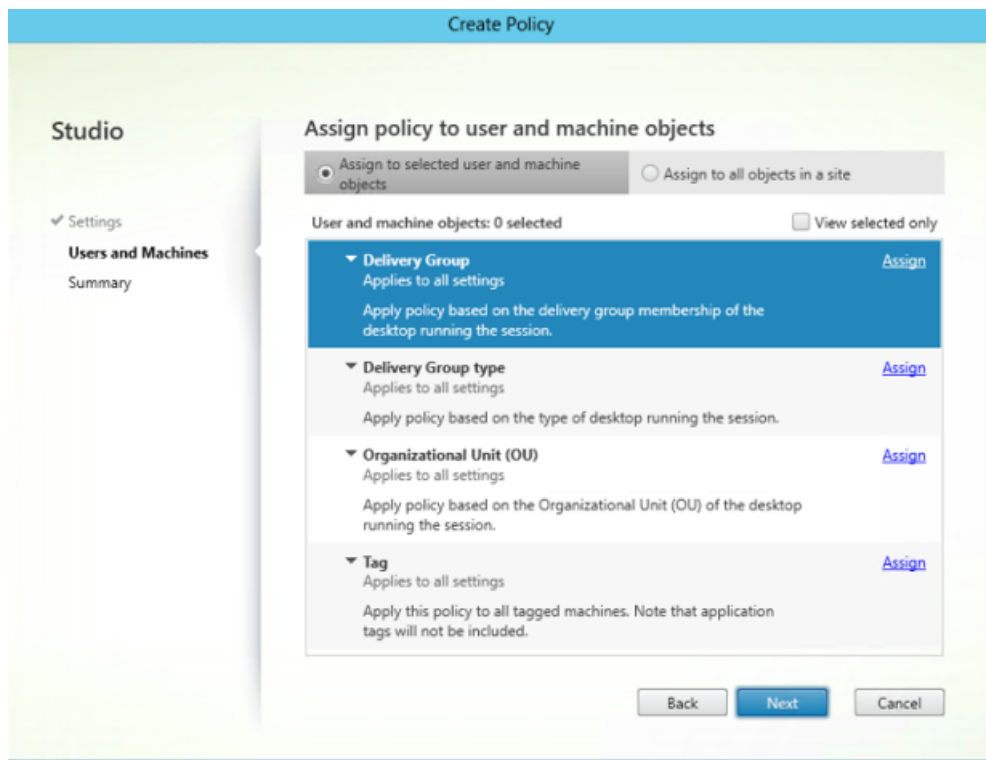 Create Policy
Studio
Settings
Users and Machines
Summary
Assign policy to user and machine objects
Assign to selected user and machine
objects
Assign to all objects in a site
User and machine objects: 0 selected
View selected only
Delivery Group
Assign
Applies to all settings
Apply policy based on the delivery group membership of the
desktop running the session.
Delivery Group type
Assign
Applies to all settings
Apply policy based on the type of desktop running the session.
Organizational Unit (OU)
Assign
Applies to all settings
Apply policy based on the Organizational Unit (OU) of the desktop
running the session.
Tag
Assign
Applies to all settings
Apply this policy to all tagged machines. Note that application
tags will not be included.
Back
Next
Cancel